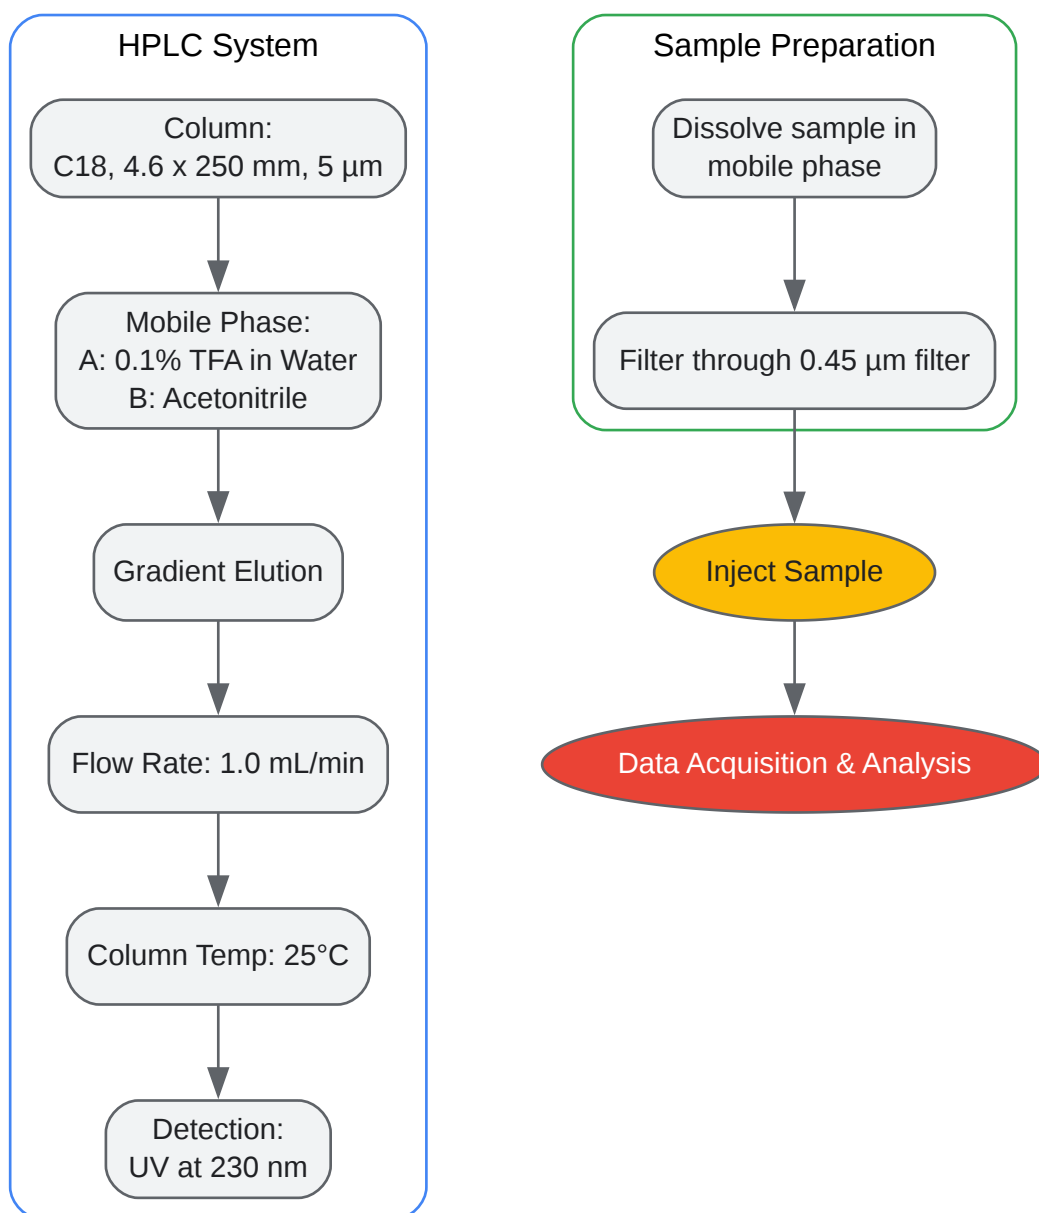 HPLC System
Column:
C18, 4.6 x 250 mm, 5 µm
Mobile Phase:
A: 0.1% TFA in Water
B: Acetonitrile
Gradient Elution
Flow Rate: 1.0 mL/min
Column Temp: 25°C
Detection:
UV at 230 nm
Sample Preparation
Dissolve sample in
mobile phase
Filter through 0.45 µm filter
Inject Sample
Data Acquisition & Analysis